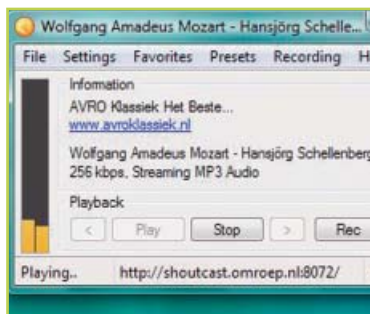 Wolfgang Amadeus Mozart - Hansjörg Schelle...
File Settings Favorites Presets Recording H
Information
AVRO Klassiek Het Beste...
www.avroklassiek.nl
Wolfgang Amadeus Mozart - Hansjörg Schellenberg
256 kbps, Streaming MP3 Audio
Playback
< Play Stop > Rec
Playing.. http://shoutcast.omroep.nl:8072/